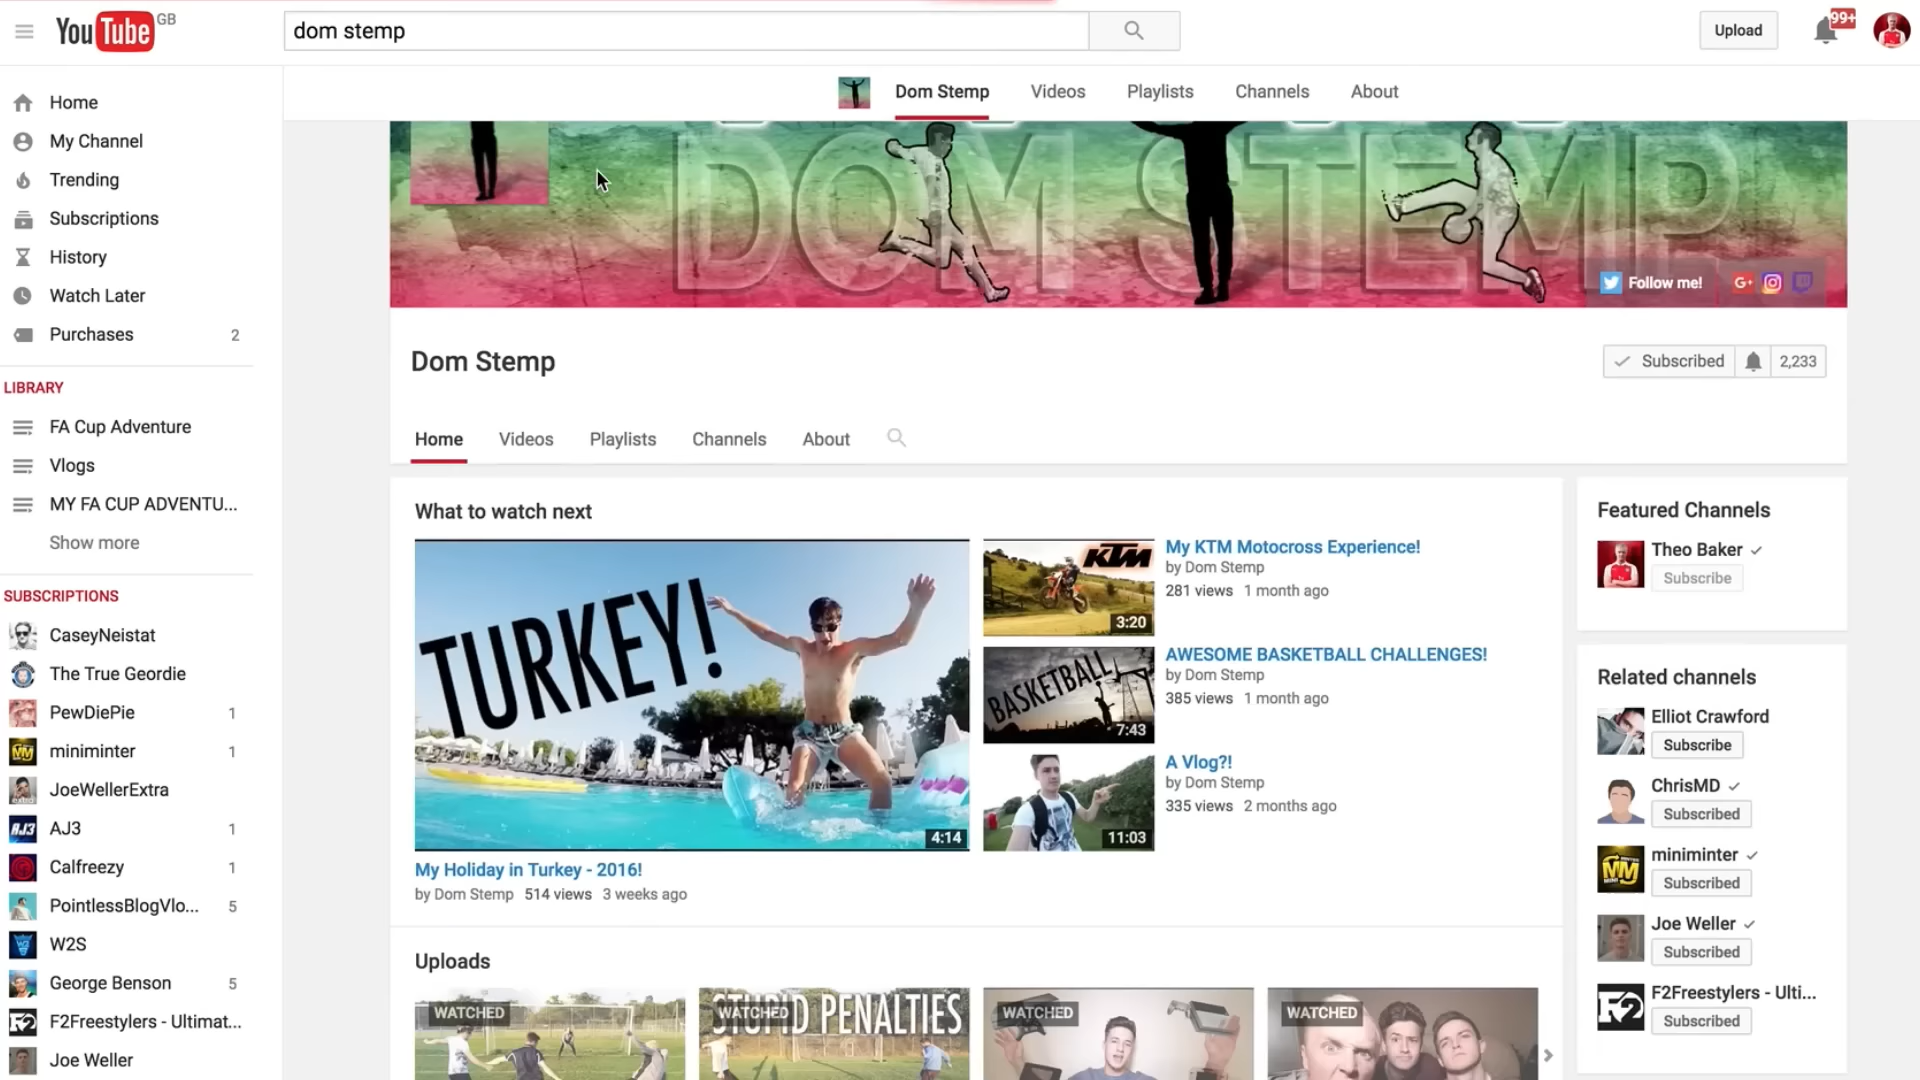 YouTube GB
dom stemp
Upload
99+
Dom Stemp
Videos
Playlists
Channels
About
Home
My Channel
Trending
Subscriptions
History
Watch Later
Purchases 2
LIBRARY
FA Cup Adventure
Vlogs
MY FA CUP ADVENTU...
Show more
SUBSCRIPTIONS
CaseyNeistat
The True Geordie
PewDiePie 1
miniminter 1
JoeWellerExtra
AJ3 1
Calfreezy 1
PointlessBlogVlo... 5
W2S
George Benson 5
F2Freestylers - Ultimat...
Joe Weller
DOM STEMP
Follow me!
G+
Dom Stemp
Subscribed 2,233
Home
Videos
Playlists
Channels
About
What to watch next
TURKEY!
4:14
My Holiday in Turkey - 2016!
by Dom Stemp 514 views 3 weeks ago
KTM
3:20
My KTM Motocross Experience!
by Dom Stemp
281 views 1 month ago
BASKETBALL
7:43
AWESOME BASKETBALL CHALLENGES!
by Dom Stemp
385 views 1 month ago
11:03
A Vlog?!
by Dom Stemp
335 views 2 months ago
Uploads
WATCHED
STUPID PENALTIES
WATCHED
WATCHED
WATCHED
Featured Channels
Theo Baker
Subscribe
Related channels
Elliot Crawford
Subscribe
ChrisMD
Subscribed
MM
miniminter
Subscribed
Joe Weller
Subscribed
F2
F2Freestylers - Ulti...
Subscribed